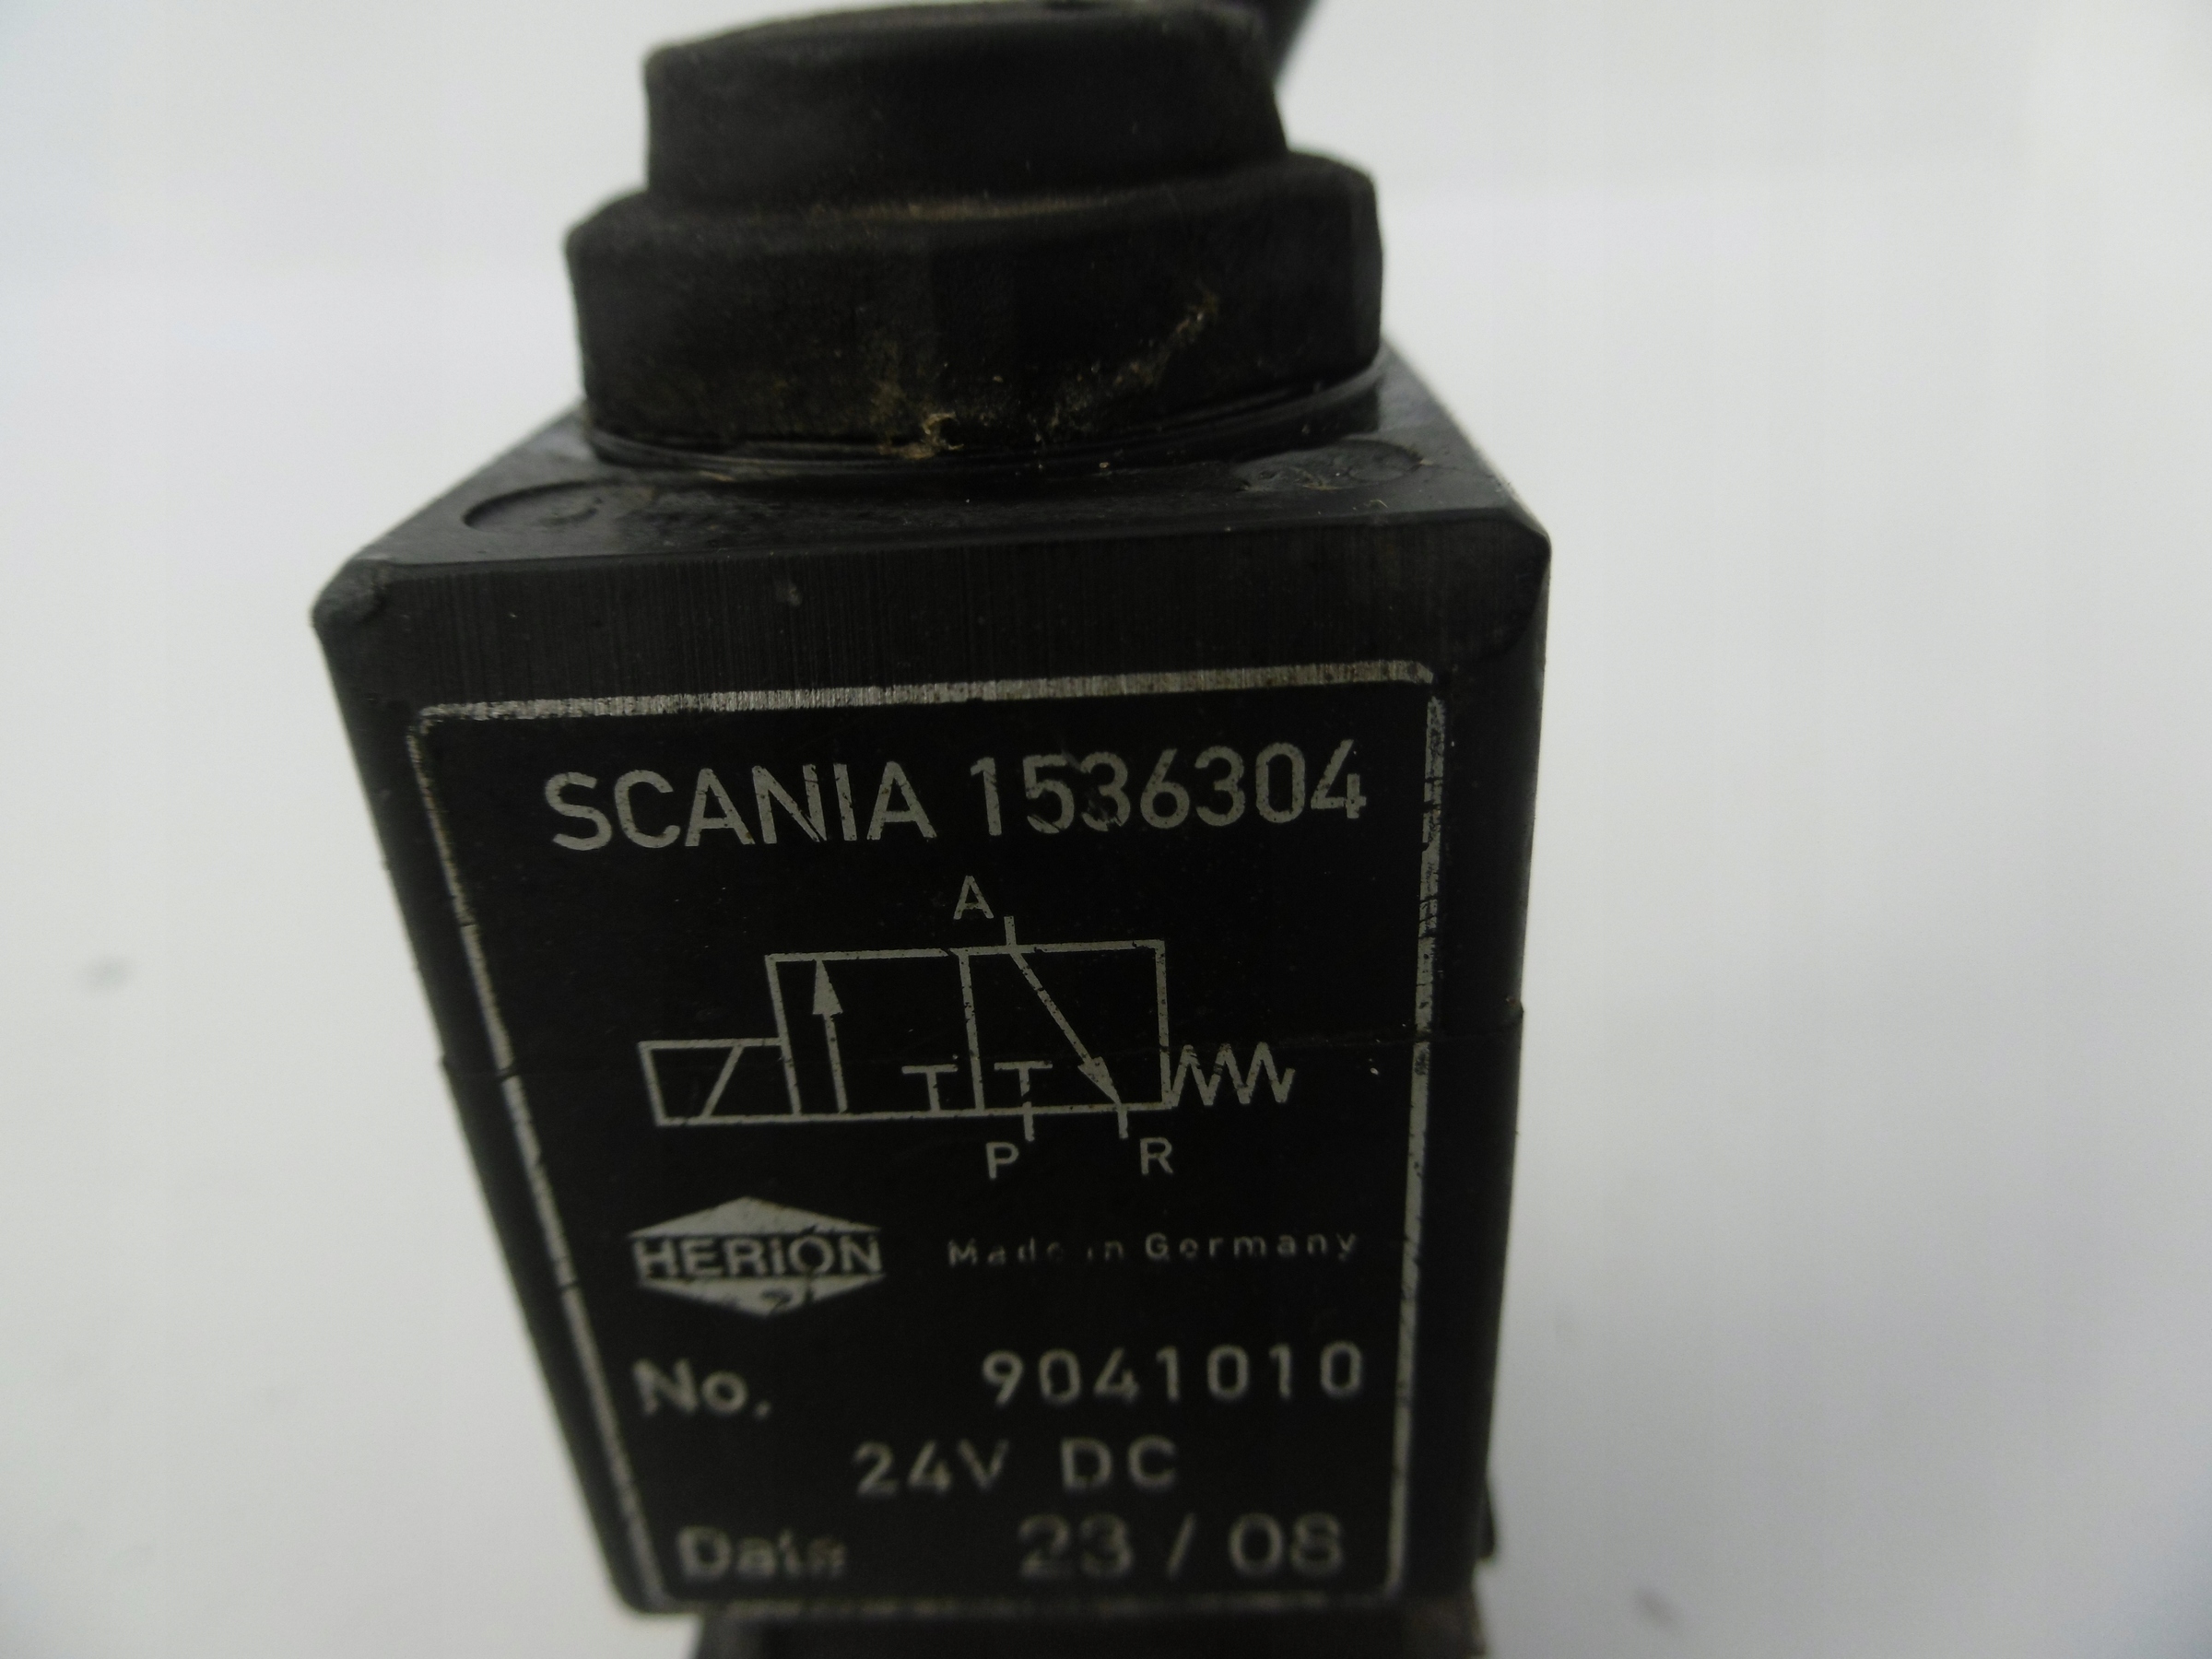 SCANIA 1536304
A
P R
HERION Made in Germany
No. 9041010
24V DC
Date 23 / 08